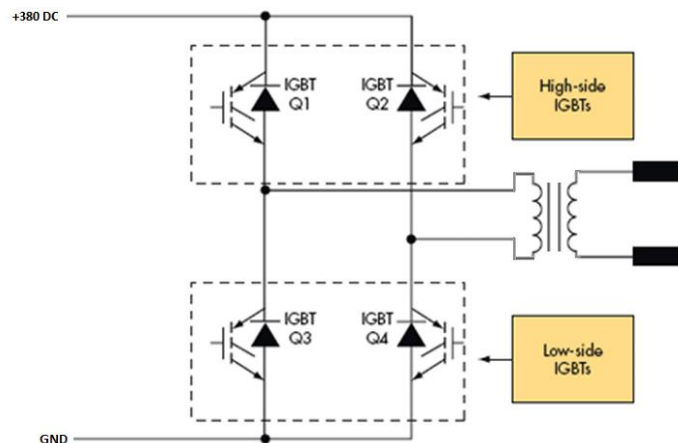 +380 DC
IGBT
Q1
IGBT
Q2
High-side
IGBTs
IGBT
Q3
IGBT
Q4
Low-side
IGBTs
GND